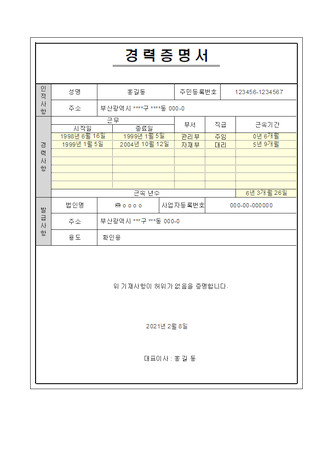 경력증명서
인적사항
성명 홍길동 주민등록번호 123456-1234567
주소 부산광역시 ***구 ****동 000-0
경력사항
근무 부서 직급 근속기간
시작일 종료일
1998년 6월 16일 1999년 1월 5일 관리부 주임 0년 6개월
1999년 1월 5일 2004년 10월 12일 자재부 대리 5년 9개월
근속 년수 6년 3개월 26일
발급사항
법인명 ㈜ o o o o 사업자등록번호 000-00-000000
주소 부산광역시 ***구 ***동 000-0
용도 확인용
위 기재사항이 허위가 없음을 증명합니다.
2021년 2월 8일
대표이사 : 홍 길 동